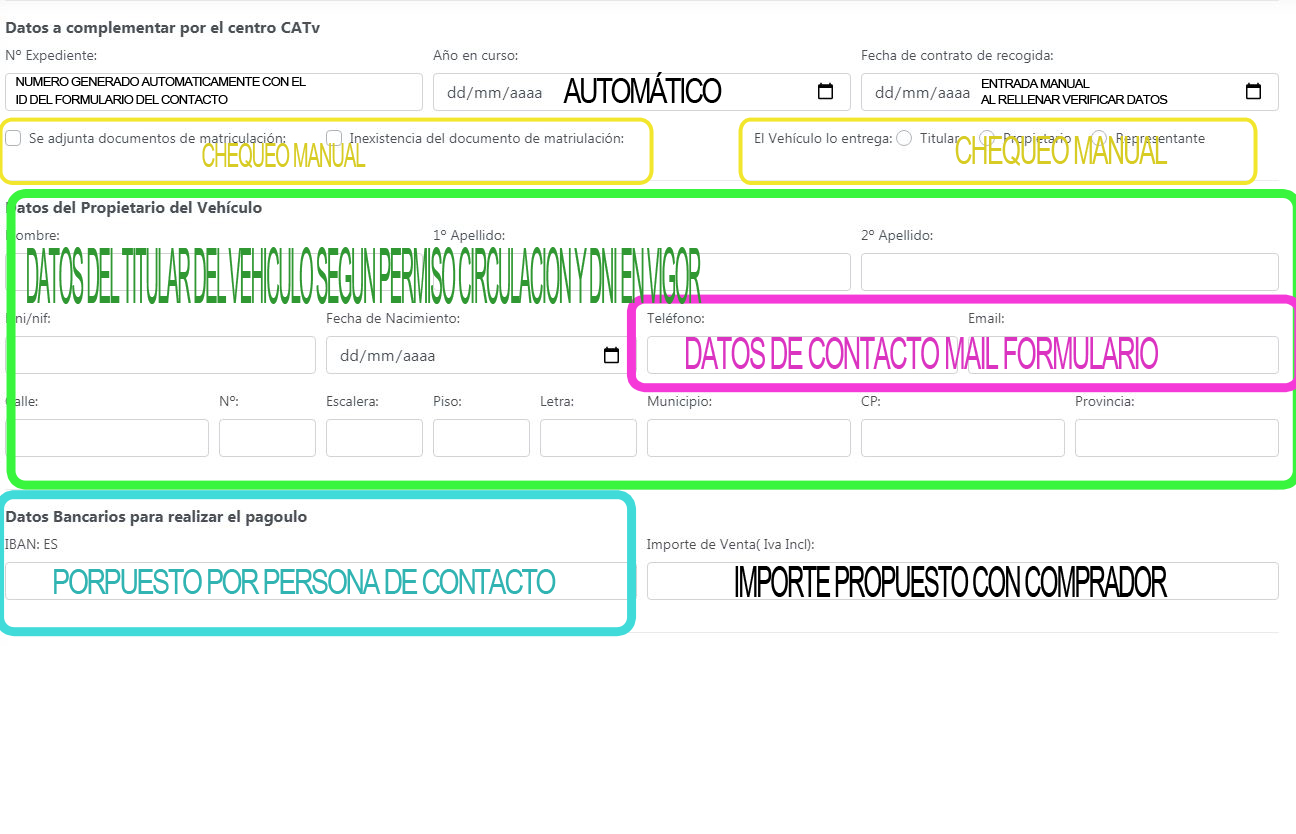 Datos a complementar por el centro CATv
Nº Expediente:
Año en curso:
Fecha de contrato de recogida:
NUMERO GENERADO AUTOMATICAMENTE CON EL
ID DEL FORMULARIO DEL CONTACTO
dd/mm/aaaa
AUTOMÁTICO
dd/mm/aaaa
ENTRADA MANUAL
AL RELLENAR VERIFICAR DATOS
Se adjunta documentos de matriculación:
Inexistencia del documento de matriulación:
CHEQUEO MANUAL
El Vehículo lo entrega:
Titular
Propietario
Representante
CHEQUEO MANUAL
Datos del Propietario del Vehículo
Nombre:
1º Apellido:
2º Apellido:
DATOS DEL TITULAR DEL VEHICULO SEGUN PERMISO CIRCULACION Y DNI EN VIGOR
Dni/nif:
Fecha de Nacimiento:
Teléfono:
Email:
dd/mm/aaaa
DATOS DE CONTACTO MAIL FORMULARIO
Calle:
Nº:
Escalera:
Piso:
Letra:
Municipio:
CP:
Provincia:
Datos Bancarios para realizar el pagoulo
IBAN: ES
Importe de Venta( Iva Incl):
PORPUESTO POR PERSONA DE CONTACTO
IMPORTE PROPUESTO CON COMPRADOR